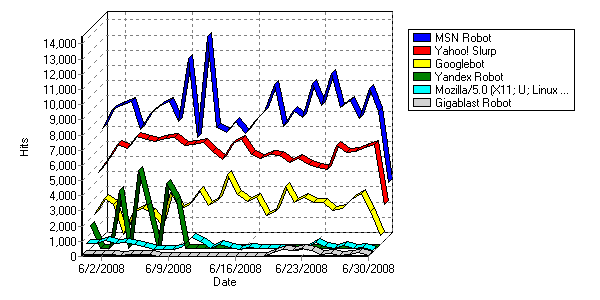 14,000
13,000
12,000
11,000
10,000
9,000
8,000
7,000
6,000
5,000
4,000
3,000
2,000
1,000
0
Hits
6/2/2008 6/9/2008 6/16/2008 6/23/2008 6/30/2008
Date
MSN Robot
Yahoo! Slurp
Googlebot
Yandex Robot
Mozilla/5.0 (X11; U; Linux ...
Gigablast Robot